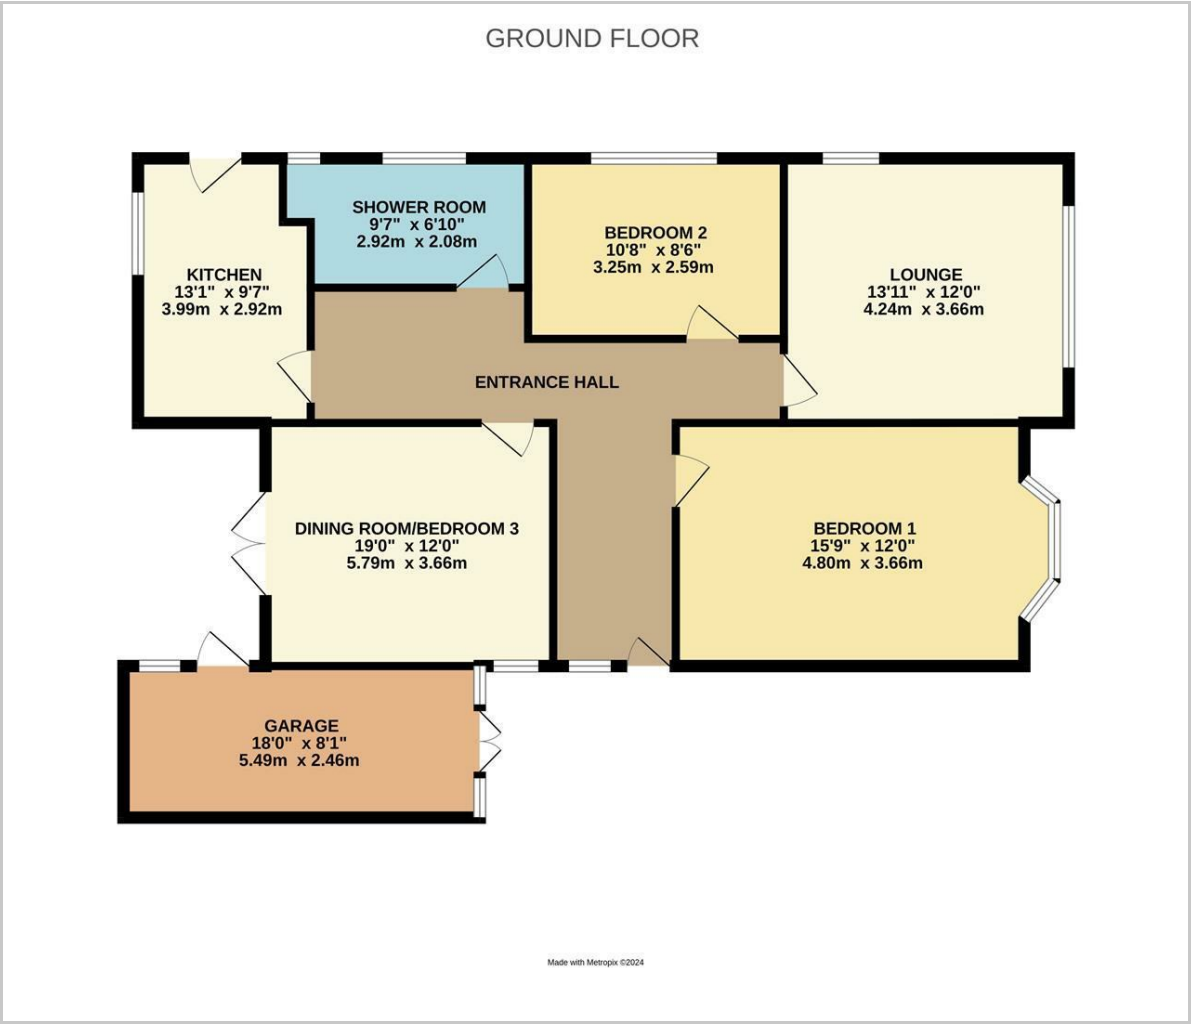 GROUND FLOOR
SHOWER ROOM
9'7" x 6'10"
2.92m x 2.08m
BEDROOM 2
10'8" x 8'6"
3.25m x 2.59m
KITCHEN
13'1" x 9'7"
3.99m x 2.92m
LOUNGE
13'11" x 12'0"
4.24m x 3.66m
ENTRANCE HALL
DINING ROOM/BEDROOM 3
19'0" x 12'0"
5.79m x 3.66m
BEDROOM 1
15'9" x 12'0"
4.80m x 3.66m
GARAGE
18'0" x 8'1"
5.49m x 2.46m
Made with Metropix ©2024